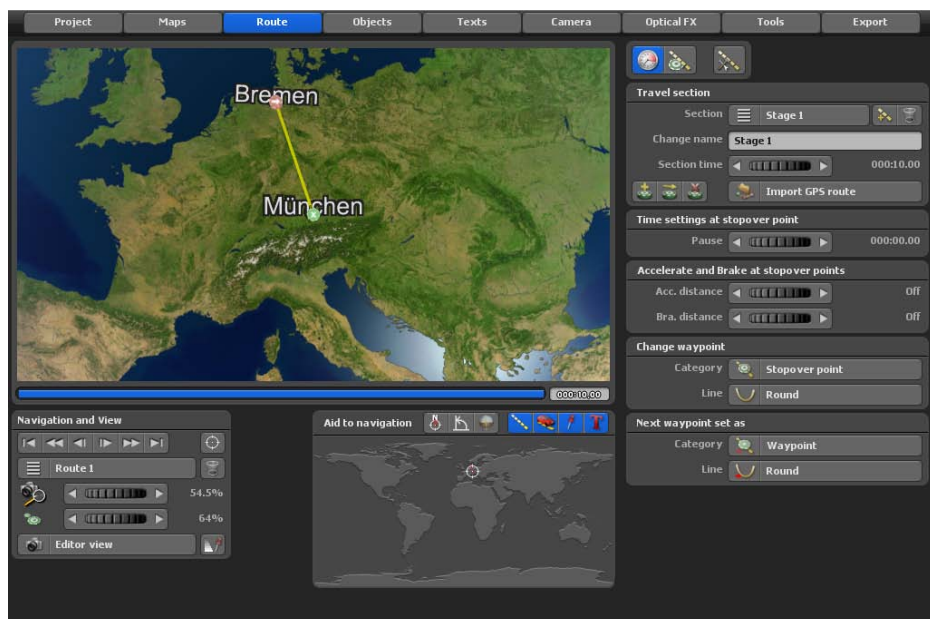 Project Maps Route Objects Texts Camera Optical FX Tools Export
Bremen
München
000:10.00
Travel section
Section Stage 1
Change name Stage 1
Section time 000:10.00
Import GPS route
Time settings at stopover point
Pause 000:00.00
Accelerate and Brake at stopover points
Acc. distance Off
Bra. distance Off
Change waypoint
Category Stopover point
Line Round
Next waypoint set as
Category Waypoint
Line Round
Navigation and View
Route 1
54.5%
64%
Editor view
Aid to navigation
N